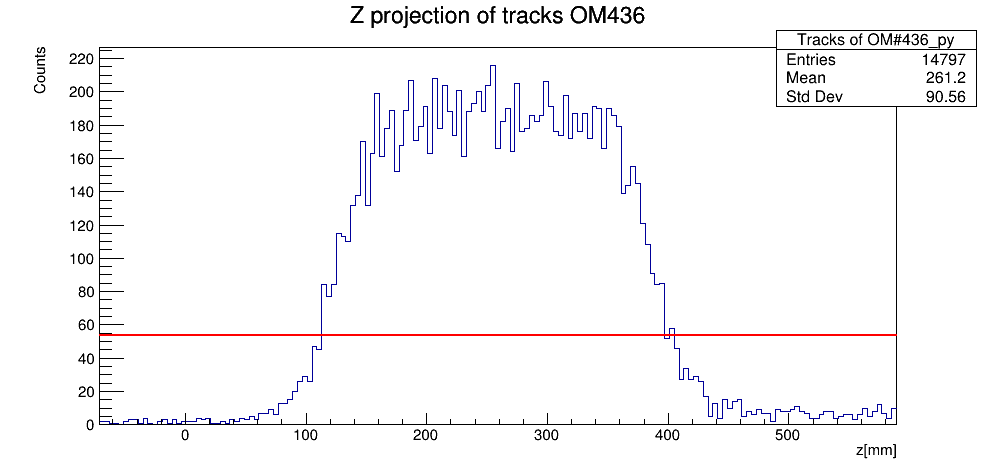 Z projection of tracks OM436
Tracks of OM#436_py
Entries 14797
Mean 261.2
Std Dev 90.56
Counts
220
200
180
160
140
120
100
80
60
40
20
0
0 100 200 300 400 500
z[mm]